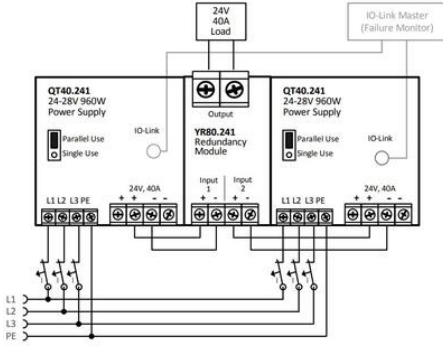 24V
40A
Load
IO-Link Master
(Failure Monitor)
QT40.241
24-28V 960W
Power Supply
Parallel Use
Single Use
IO-Link
24V, 40A
+ + - -
L1 L2 L3 PE
Output
YR80.241
Redundancy
Module
Input
1
Input
2
+ - + -
QT40.241
24-28V 960W
Power Supply
Parallel Use
Single Use
IO-Link
24V, 40A
+ + - -
L1 L2 L3 PE
L1
L2
L3
PE